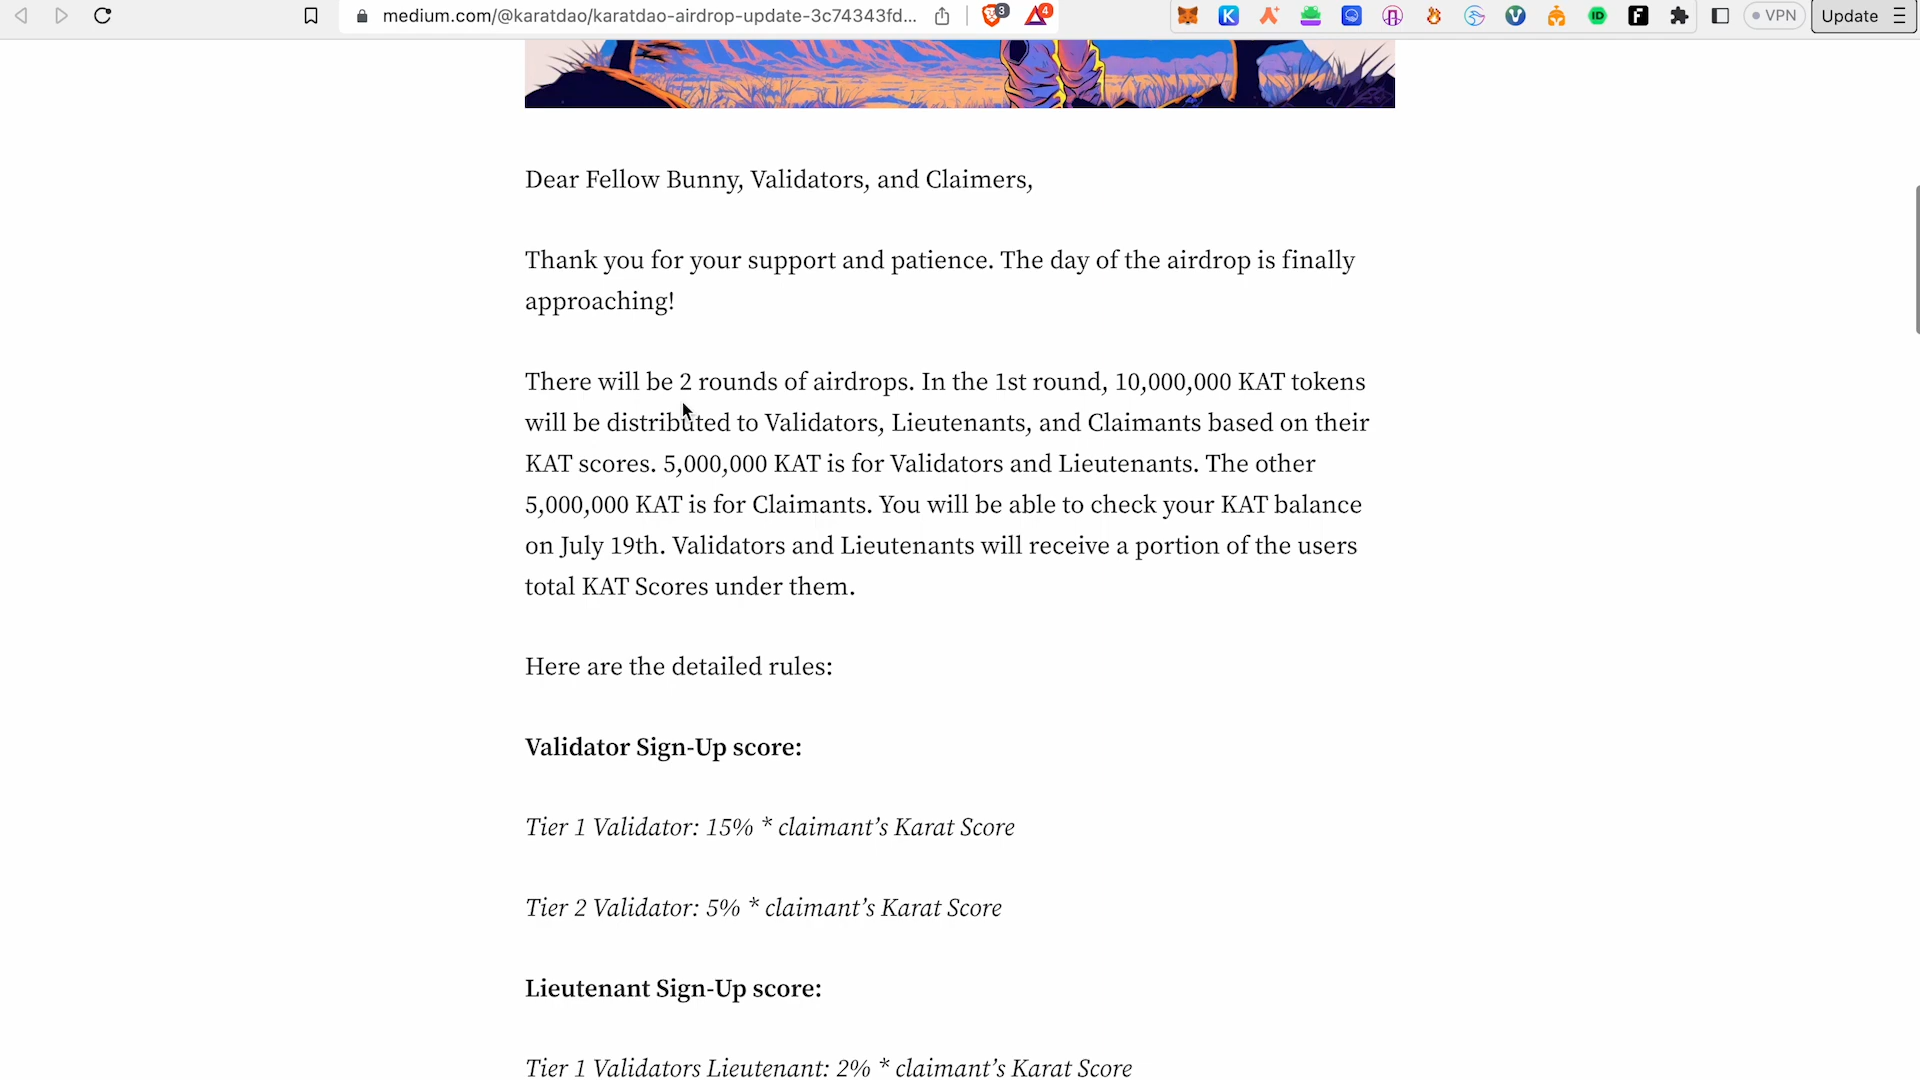 medium.com/@karatdao/karatdao-airdrop-update-3c74343fd...
3
4
K
ID
F
VPN
Update
Dear Fellow Bunny, Validators, and Claimers,
Thank you for your support and patience. The day of the airdrop is finally
approaching!
There will be 2 rounds of airdrops. In the 1st round, 10,000,000 KAT tokens
will be distributed to Validators, Lieutenants, and Claimants based on their
KAT scores. 5,000,000 KAT is for Validators and Lieutenants. The other
5,000,000 KAT is for Claimants. You will be able to check your KAT balance
on July 19th. Validators and Lieutenants will receive a portion of the users
total KAT Scores under them.
Here are the detailed rules:
Validator Sign-Up score:
Tier 1 Validator: 15% * claimant’s Karat Score
Tier 2 Validator: 5% * claimant’s Karat Score
Lieutenant Sign-Up score:
Tier 1 Validators Lieutenant: 2% * claimant’s Karat Score